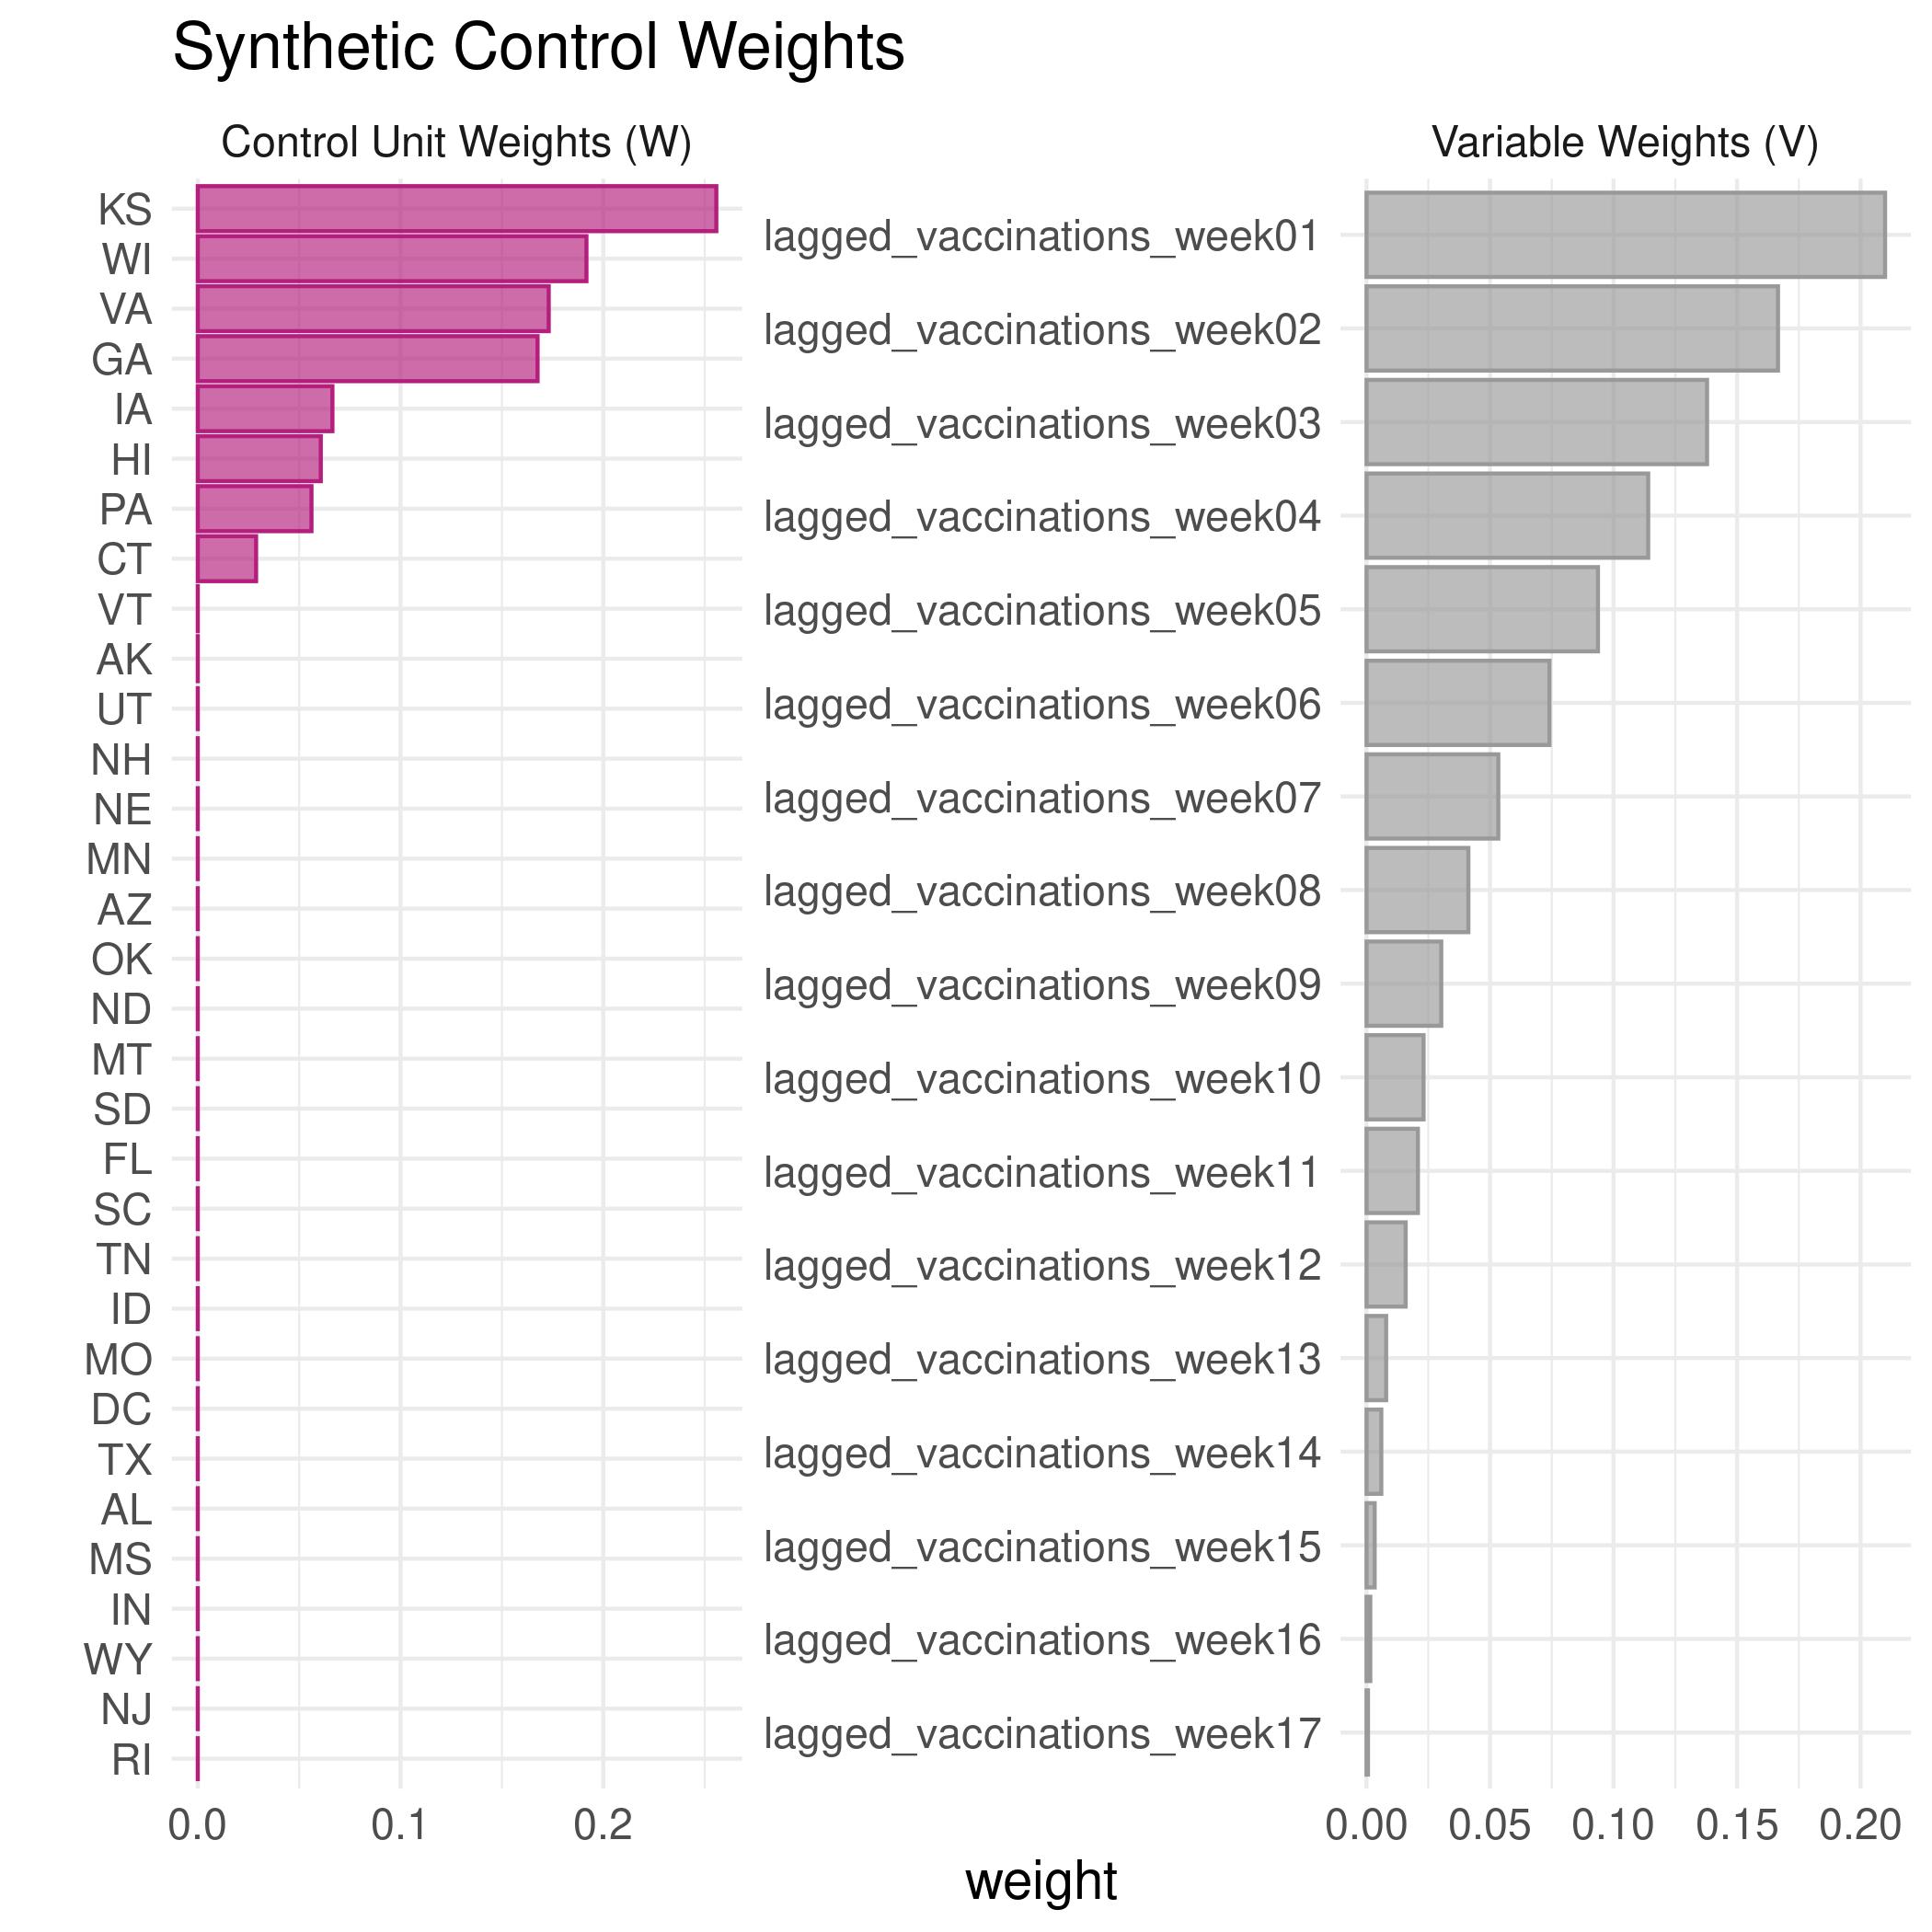 Synthetic Control Weights
Control Unit Weights (W)
KS
WI
VA
GA
IA
HI
PA
CT
VT
AK
UT
NH
NE
MN
AZ
OK
ND
MT
SD
FL
SC
TN
ID
MO
DC
TX
AL
MS
IN
WY
NJ
RI
0.0 0.1 0.2
Variable Weights (V)
lagged_vaccinations_week01
lagged_vaccinations_week02
lagged_vaccinations_week03
lagged_vaccinations_week04
lagged_vaccinations_week05
lagged_vaccinations_week06
lagged_vaccinations_week07
lagged_vaccinations_week08
lagged_vaccinations_week09
lagged_vaccinations_week10
lagged_vaccinations_week11
lagged_vaccinations_week12
lagged_vaccinations_week13
lagged_vaccinations_week14
lagged_vaccinations_week15
lagged_vaccinations_week16
lagged_vaccinations_week17
0.00 0.05 0.10 0.15 0.20
weight